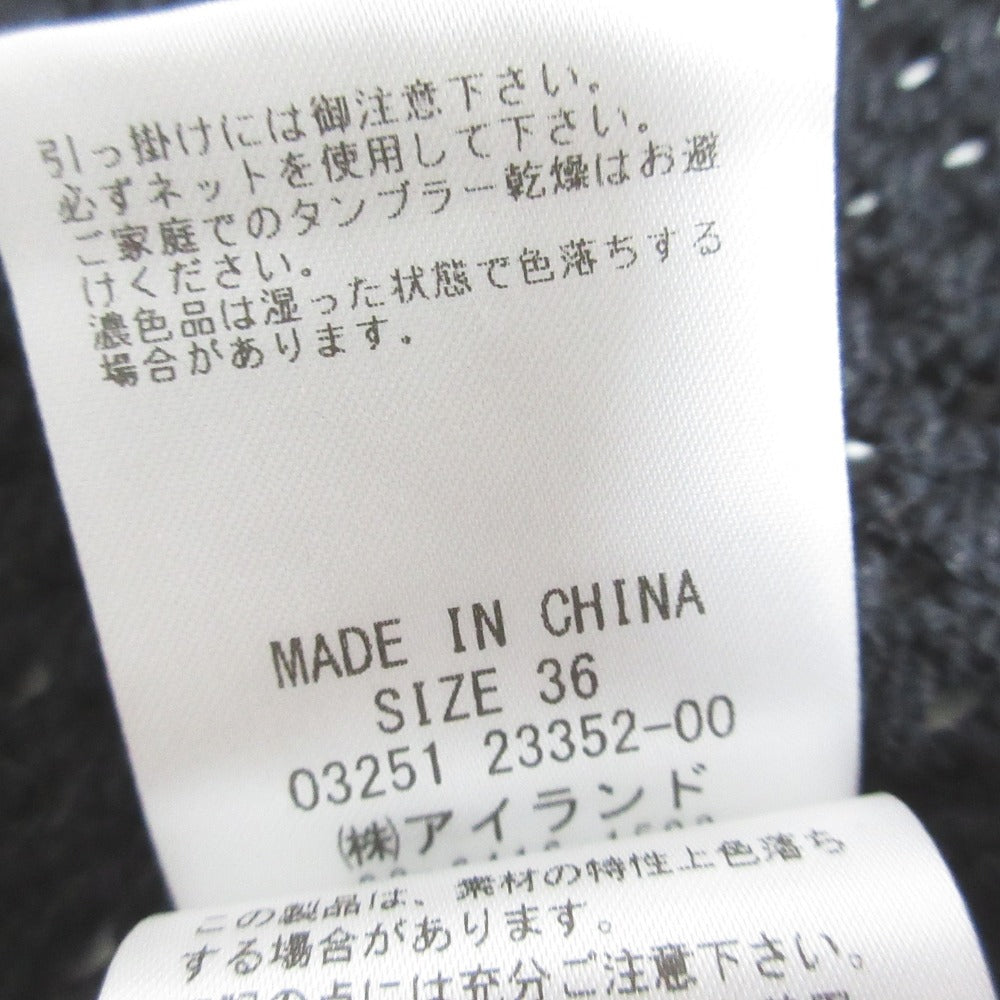 引っ掛けには御注意下さい。
必ずネットを使用して下さい。
ご家庭でのタンブラー乾燥はお避
けください。
濃色品は湿った状態で色落ちする
場合があります。
MADE IN CHINA
SIZE 36
03251 23352-00
㈱アイランド
この製品は、素材の特性上色落ち
する場合があります。
の点には充分ご注意下さい。